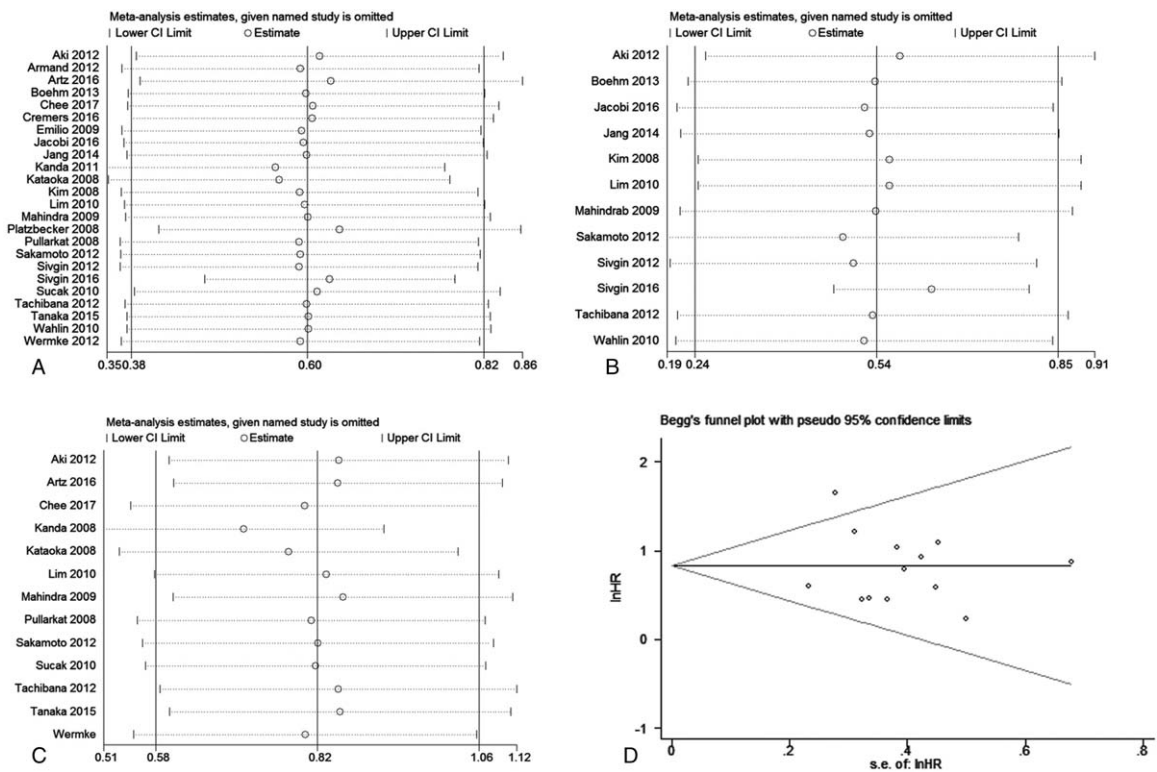 Meta-analysis estimates, given named study is omitted
| Lower CI Limit ○ Estimate | Upper CI Limit
Aki 2012
Armand 2012
Artz 2016
Boehm 2013
Chee 2017
Cremers 2016
Emilio 2009
Jacobi 2016
Jang 2014
Kanda 2011
Kataoka 2008
Kim 2008
Lim 2010
Mahindra 2009
Platzbecker 2008
Pullarkat 2008
Sakamoto 2012
Sivgin 2012
Sivgin 2016
Sucak 2010
Tachibana 2012
Tanaka 2015
Wahlin 2010
Wermke 2012
0.35 0.38 0.60 0.82 0.86
A
Meta-analysis estimates, given named study is omitted
| Lower CI Limit ○ Estimate | Upper CI Limit
Aki 2012
Boehm 2013
Jacobi 2016
Jang 2014
Kim 2008
Lim 2010
Mahindrab 2009
Sakamoto 2012
Sivgin 2012
Sivgin 2016
Tachibana 2012
Wahlin 2010
0.19 0.24 0.54 0.85 0.91
B
Meta-analysis estimates, given named study is omitted
| Lower CI Limit ○ Estimate | Upper CI Limit
Aki 2012
Artz 2016
Chee 2017
Kanda 2008
Kataoka 2008
Lim 2010
Mahindra 2009
Pullarkat 2008
Sakamoto 2012
Sucak 2010
Tachibana 2012
Tanaka 2015
Wermke
0.51 0.58 0.82 1.06 1.12
C
Begg's funnel plot with pseudo 95% confidence limits
lnHR
2
1
0
-1
0 .2 .4 .6 .8
s.e. of: lnHR
D